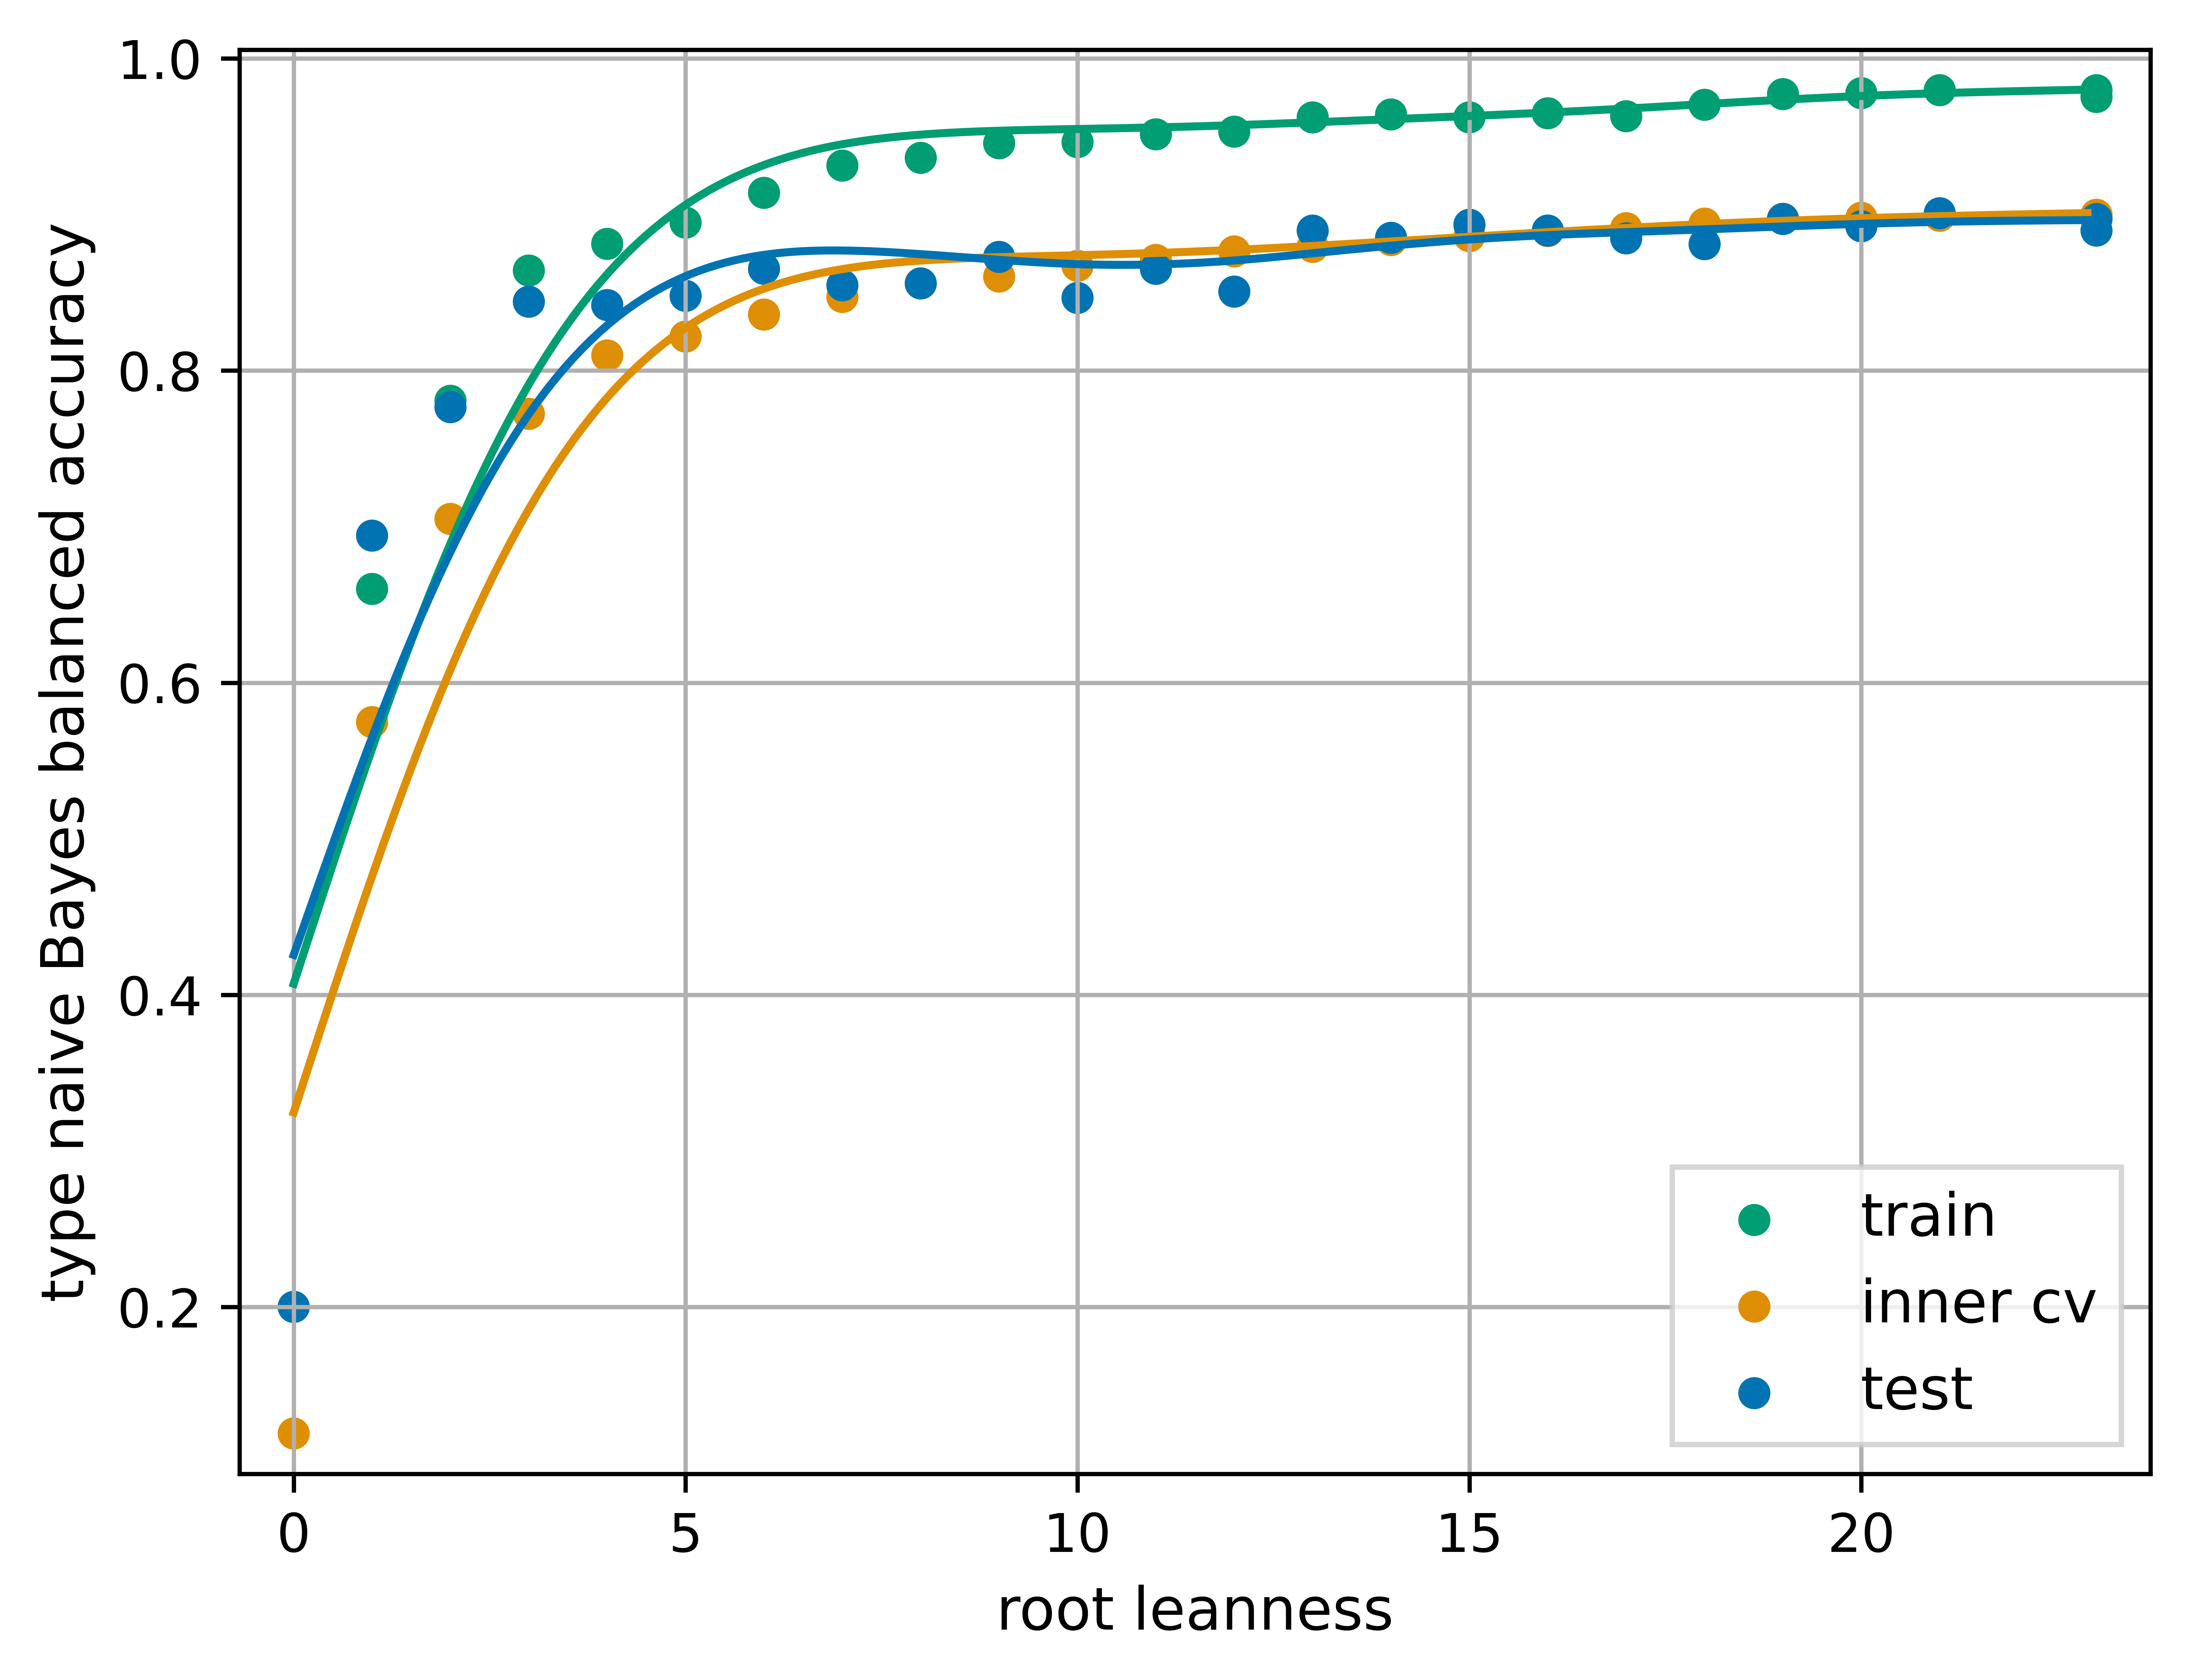 type naive Bayes balanced accuracy
1.0
0.8
0.6
0.4
0.2
0 5 10 15 20
root leanness
train
inner cv
test